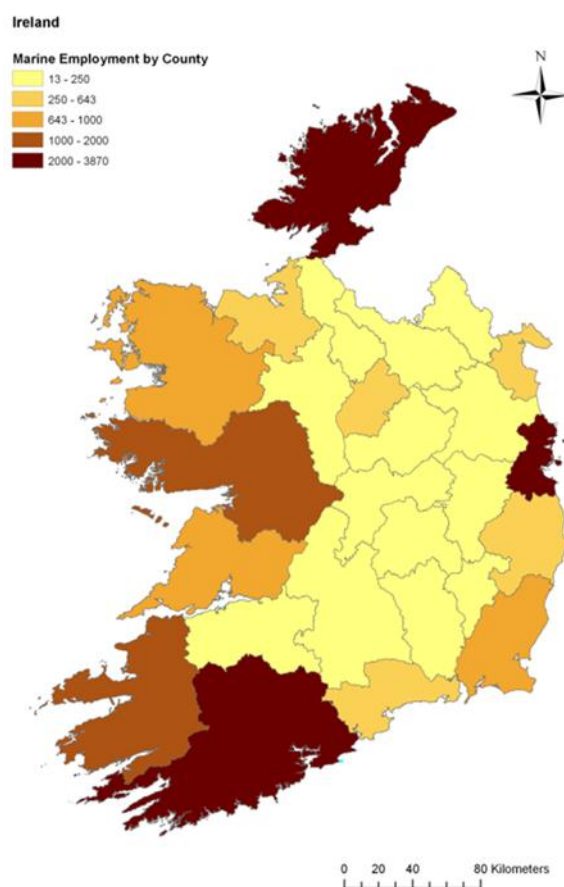 Ireland
Marine Employment by County
13 - 250
250 - 643
643 - 1000
1000 - 2000
2000 - 3870
N
0 20 40 80 Kilometers